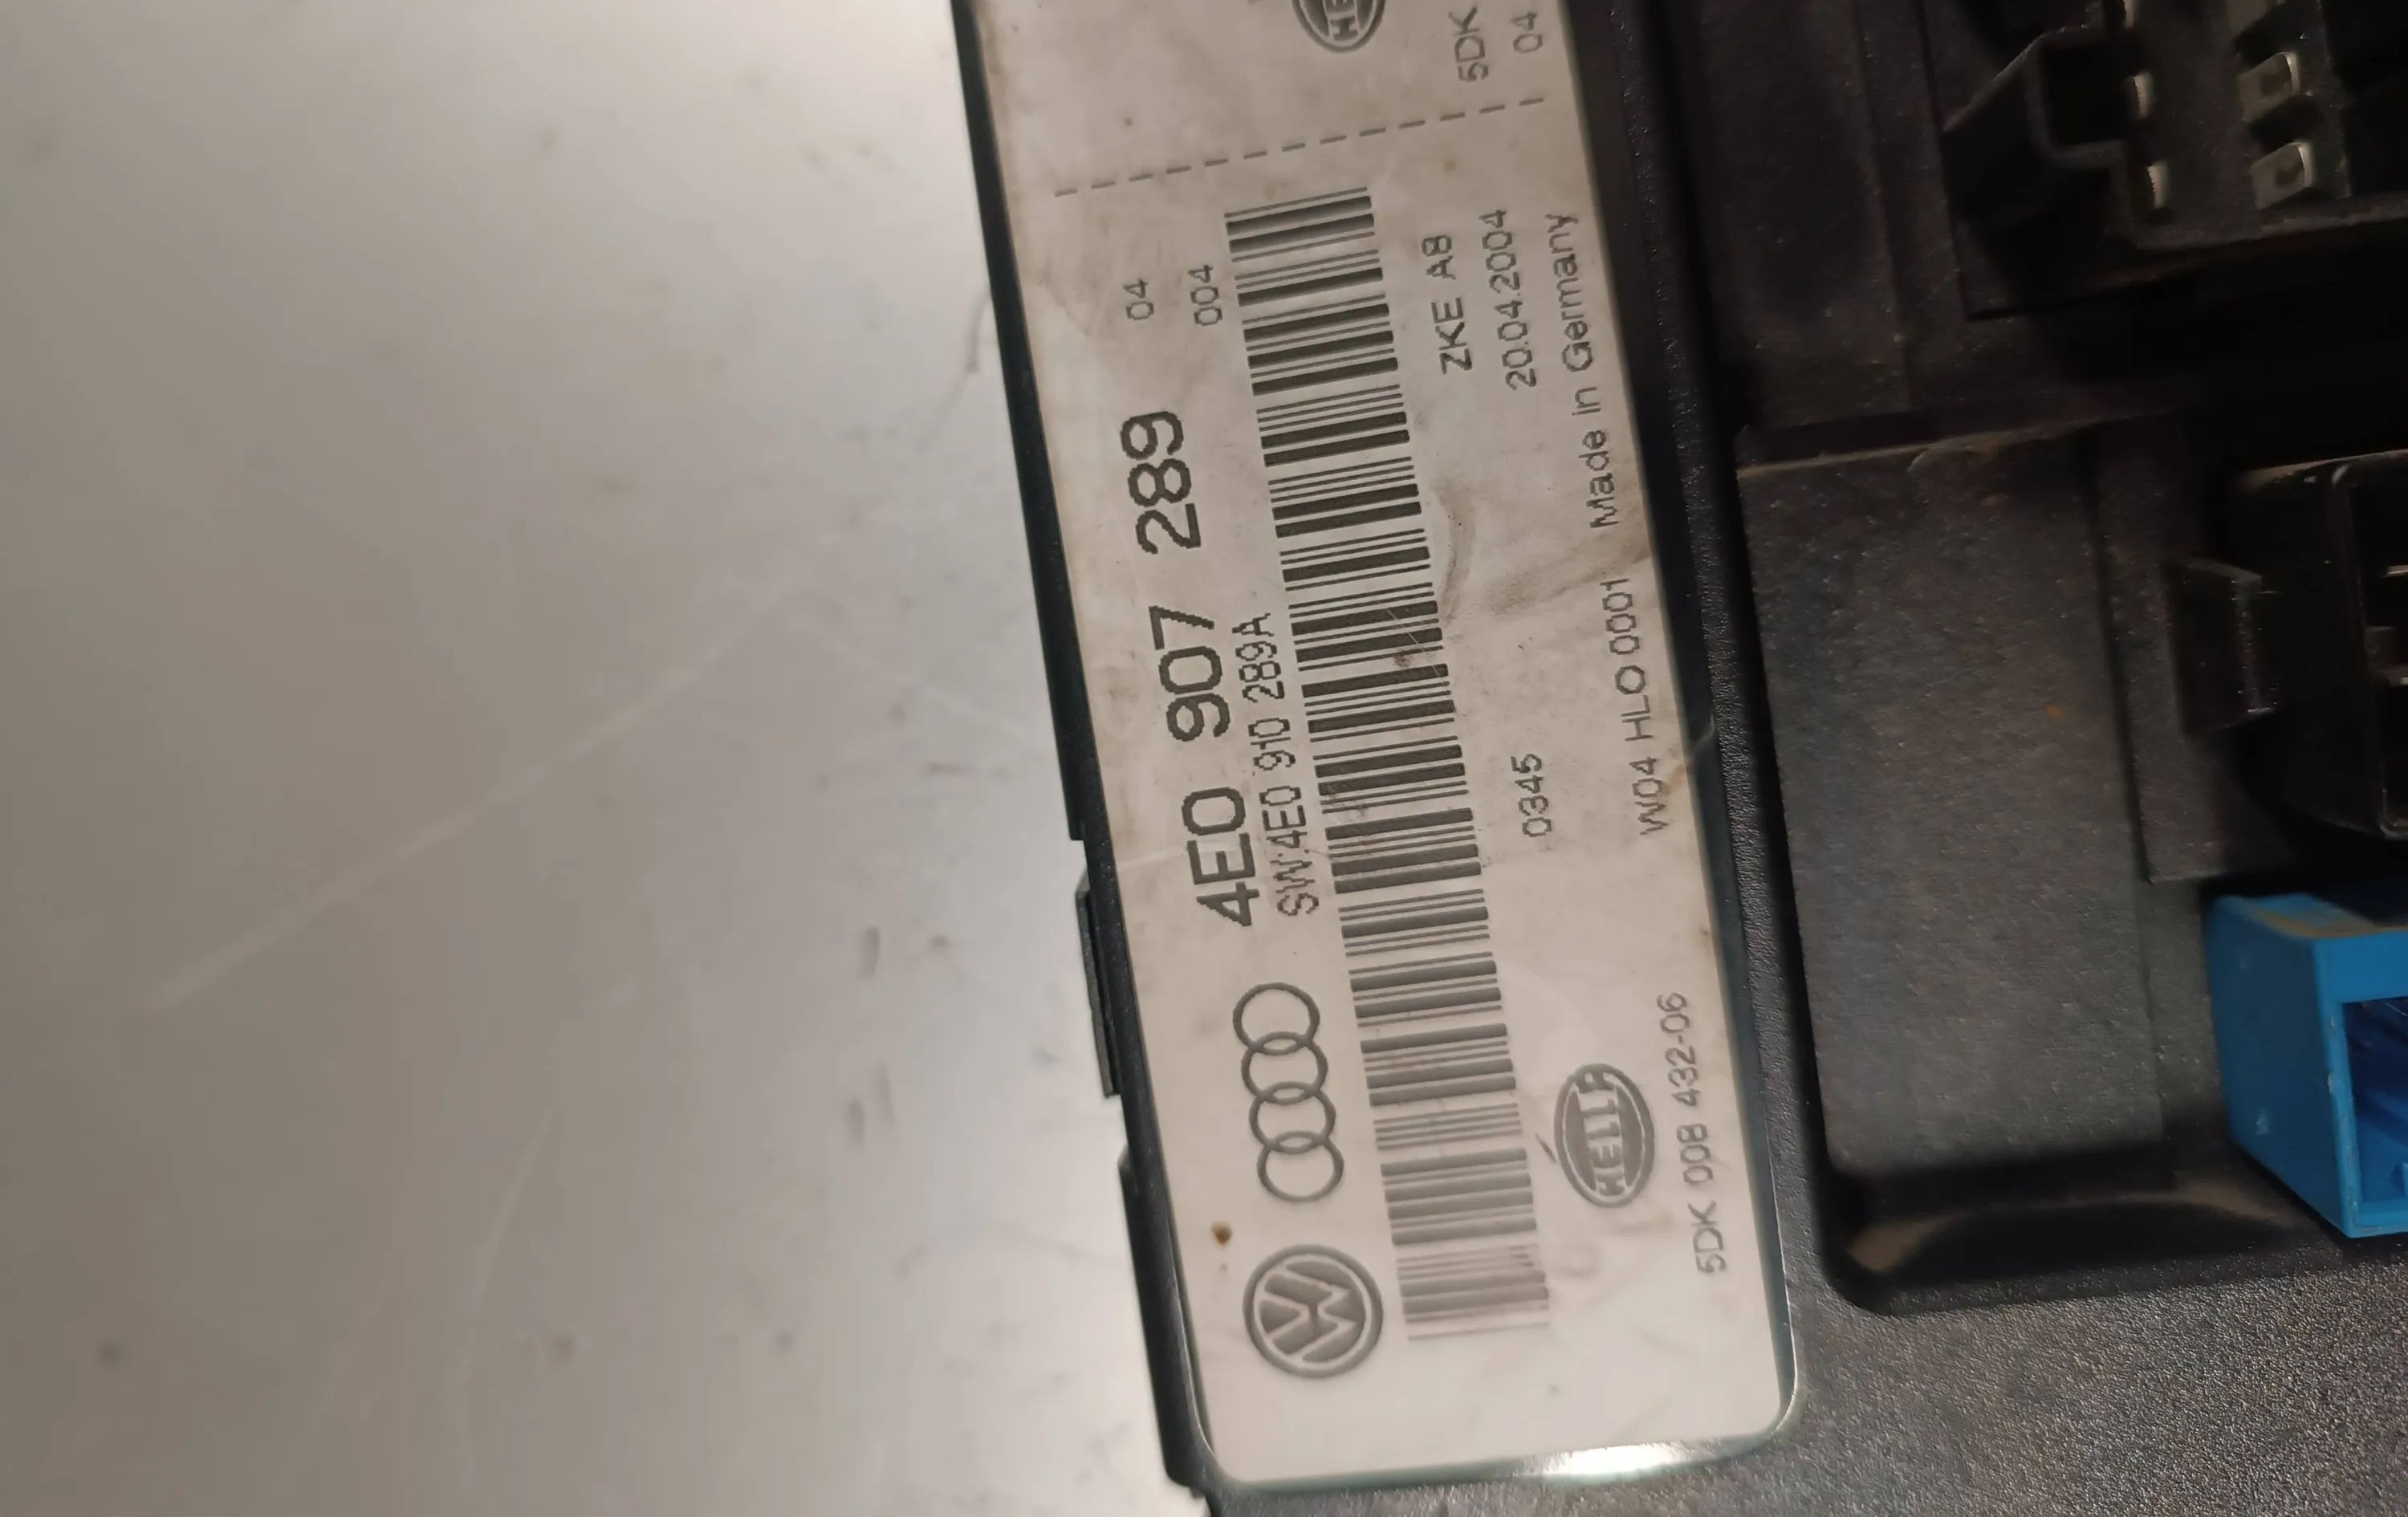 4E0 907 289 04
SW:4E0 910 289A 004
ZKE A8
0345 20.04.2004
HELLA W04 HLO 0001 Made in Germany
5DK 008 432-06
HE
5DK
04